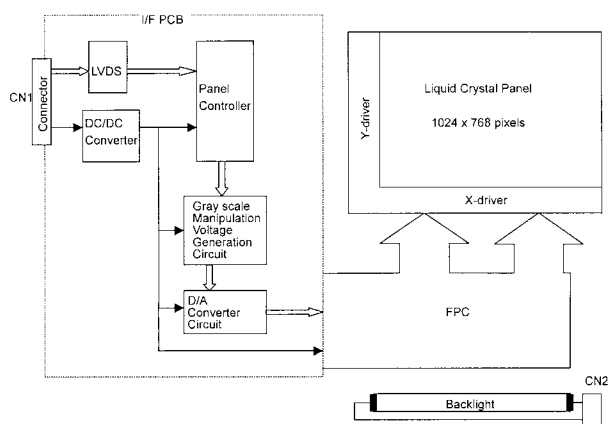 I/F PCB
CN1
Connector
LVDS
DC/DC
Converter
Panel
Controller
Gray scale
Manipulation
Voltage
Generation
Circuit
D/A
Converter
Circuit
Y-driver
Liquid Crystal Panel
1024 x 768 pixels
X-driver
FPC
CN2
Backlight